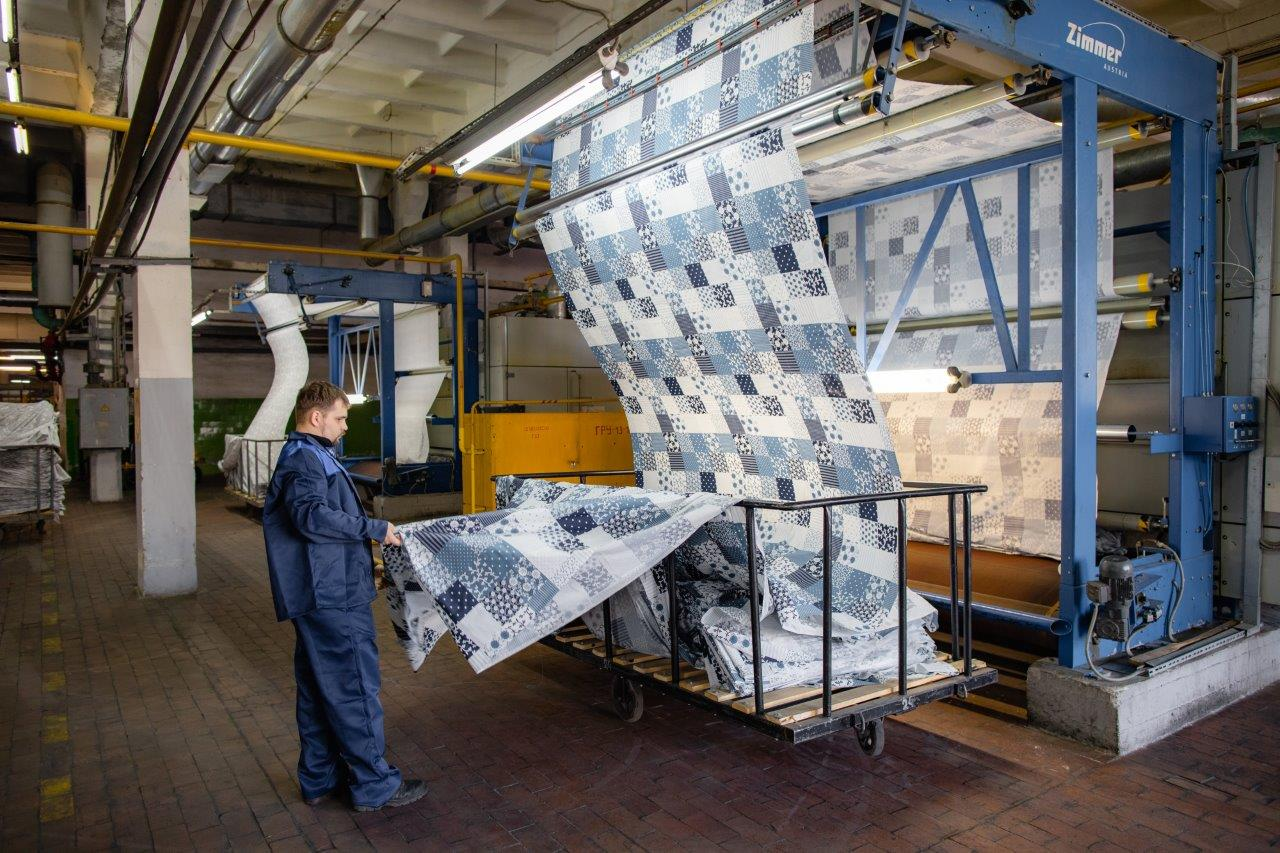 Zimmer
AUSTRIA
ГРУ-13